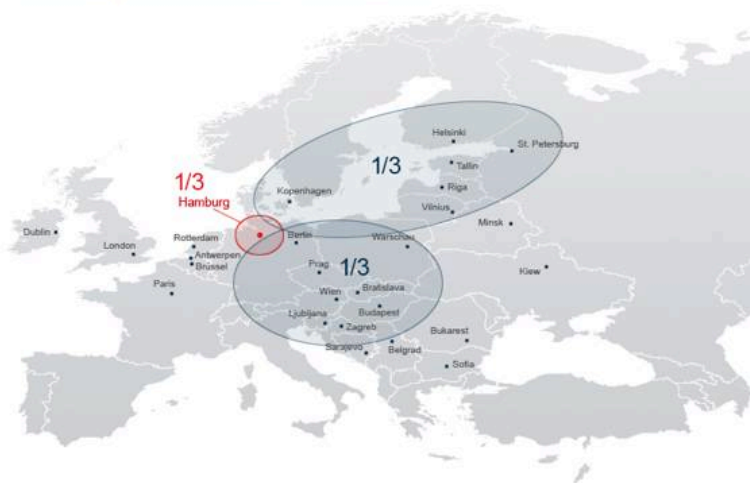 Helsinki
St. Petersburg
1/3
Tallin
1/3
Riga
Kopenhagen
Hamburg
Vilnius
Minsk
Dublin
Rotterdam
Berlin
Warschau
London
Antwerpen
Brüssel
Prag
1/3
Kiew
Paris
Wien
Bratislava
Budapest
Ljubljana
Zagreb
Bukarest
Sarajevo
Belgrad
Sofia